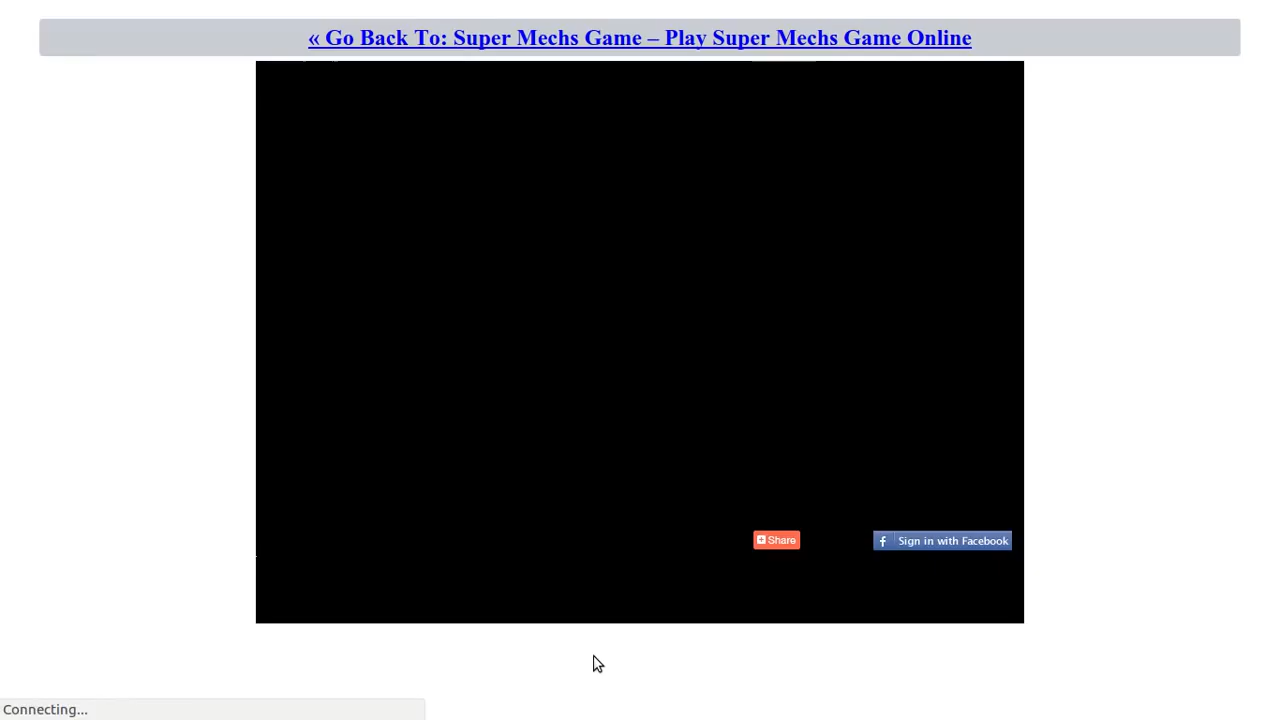 « Go Back To: Super Mechs Game – Play Super Mechs Game Online
Share
Sign in with Facebook
Connecting...